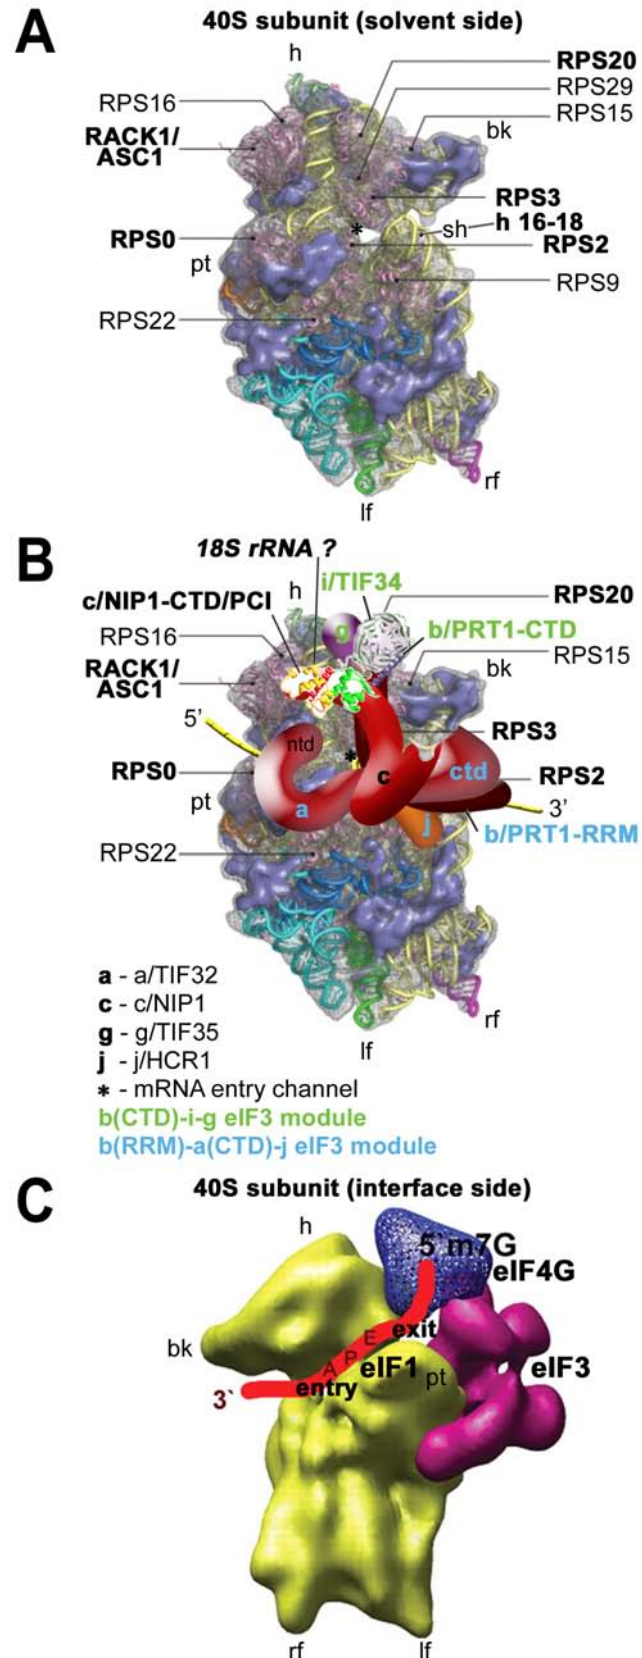 A
40S subunit (solvent side)
h
RPS20
RPS16
RPS29
RPS15
bk
RACK1/
ASC1
RPS3
sh
h 16-18
*
RPS0
RPS2
pt
RPS9
RPS22
rf
lf
B
18S rRNA ?
i/TIF34
h
c/NIP1-CTD/PCI
RPS20
g
b/PRT1-CTD
RPS16
RPS15
bk
RACK1/
ASC1
5’
ntd
RPS3
*
RPS0
c
ctd
RPS2
pt
a
3’
j
b/PRT1-RRM
RPS22
a - a/TIF32
c - c/NIP1
g - g/TIF35
rf
j - j/HCR1
lf
* - mRNA entry channel
b(CTD)-i-g eIF3 module
b(RRM)-a(CTD)-j eIF3 module
C
40S subunit (interface side)
h
5`m7G
eIF4G
exit
bk
A P E
eIF1
pt
eIF3
entry
3`
rf
lf